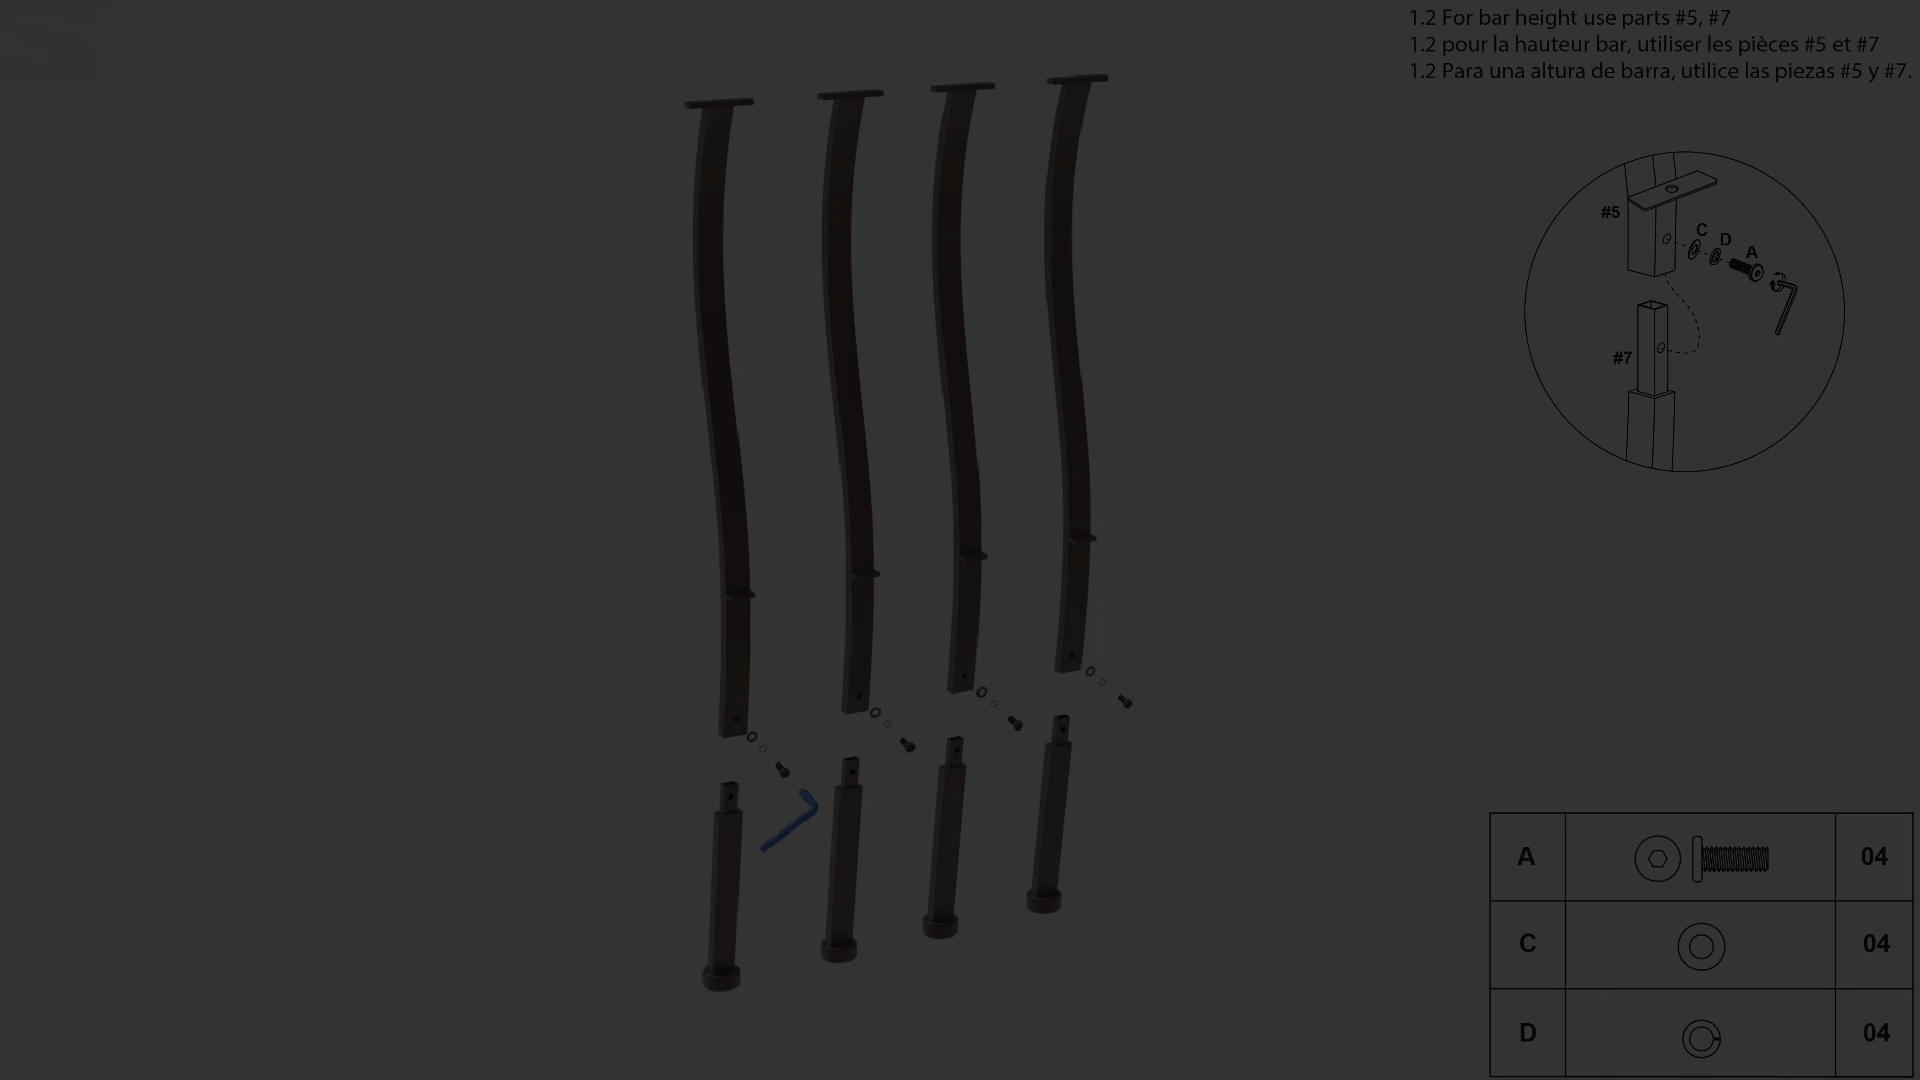 1.2 For bar height use parts #5, #7
1.2 pour la hauteur bar, utiliser les pièces #5 et #7
1.2 Para una altura de barra, utilice las piezas #5 y #7.
#5
C
D
A
#7
A 04
C 04
D 04